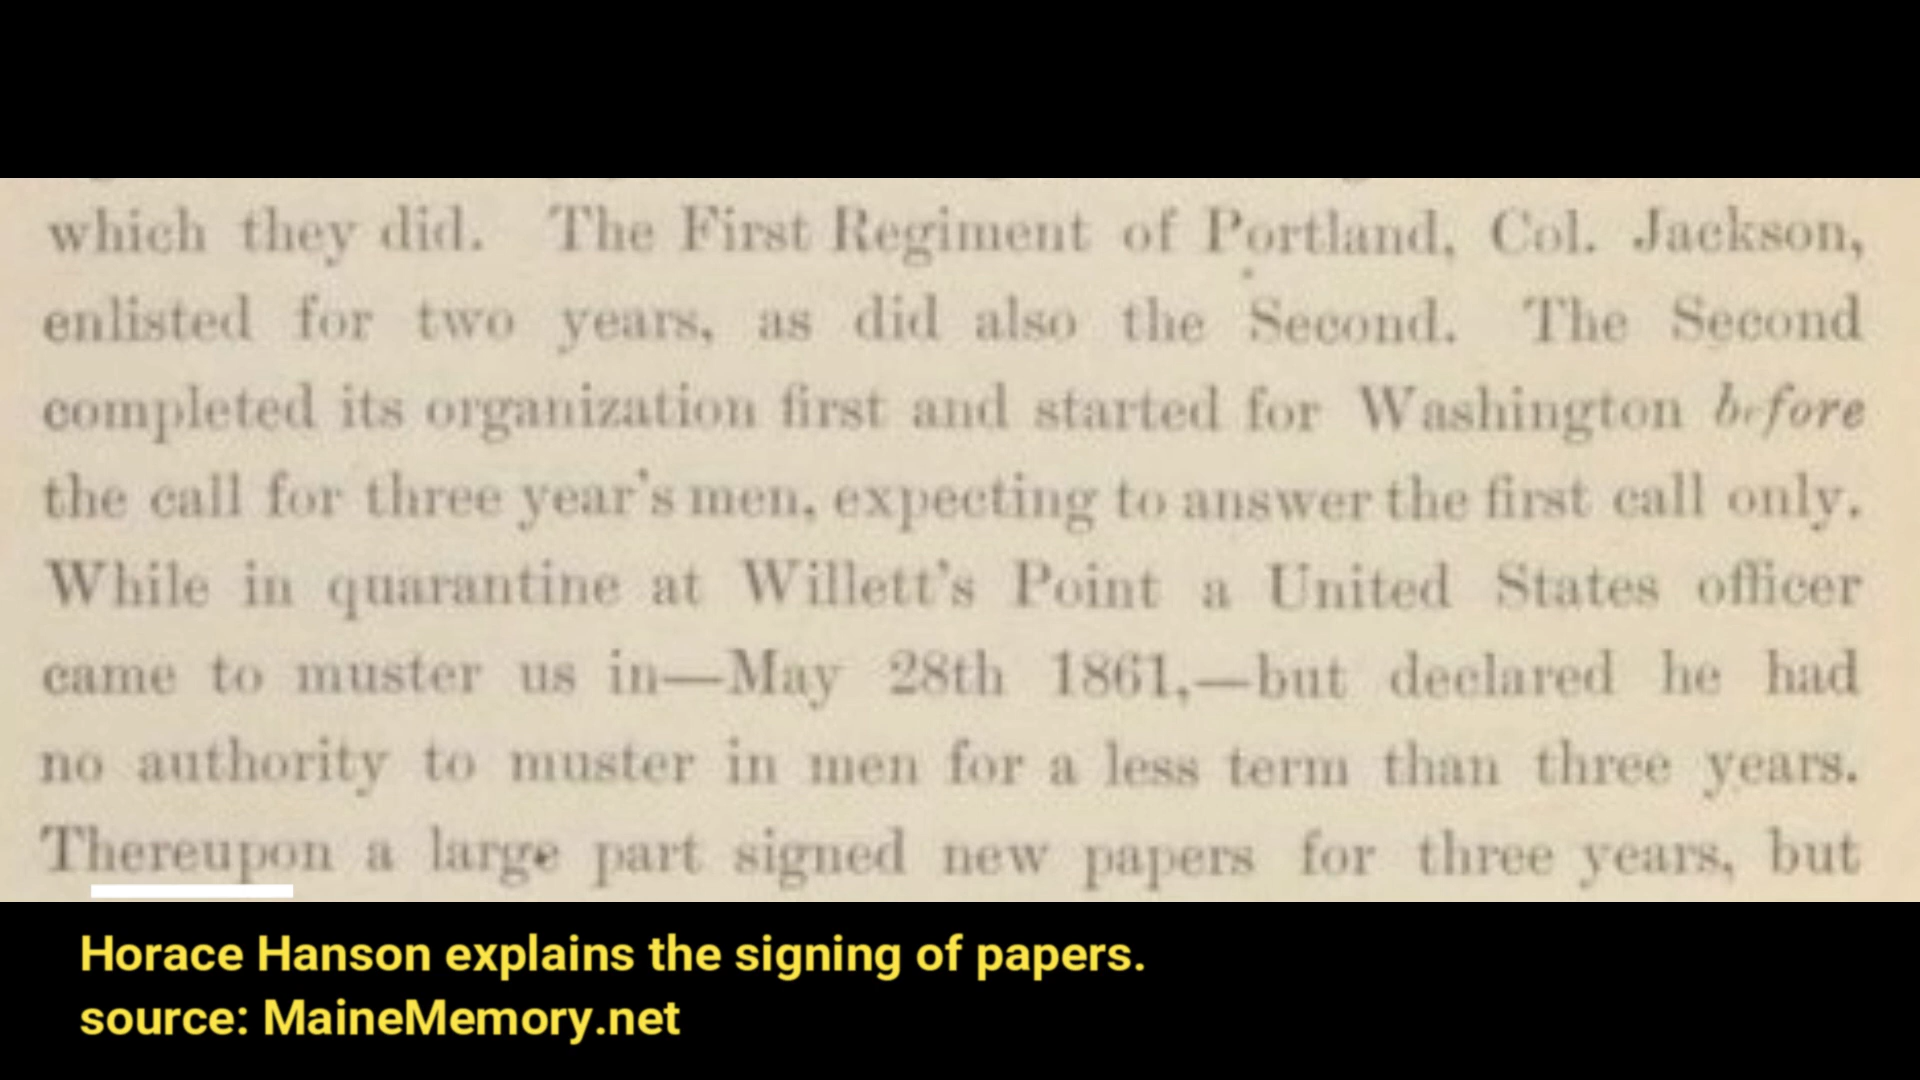 which they did. The First Regiment of Portland, Col. Jackson,
enlisted for two years, as did also the Second. The Second
completed its organization first and started for Washington before
the call for three year's men, expecting to answer the first call only.
While in quarantine at Willett's Point a United States officer
came to muster us in—May 28th 1861,—but declared he had
no authority to muster in men for a less term than three years.
Thereupon a large part signed new papers for three years, but
Horace Hanson explains the signing of papers.
source: MaineMemory.net